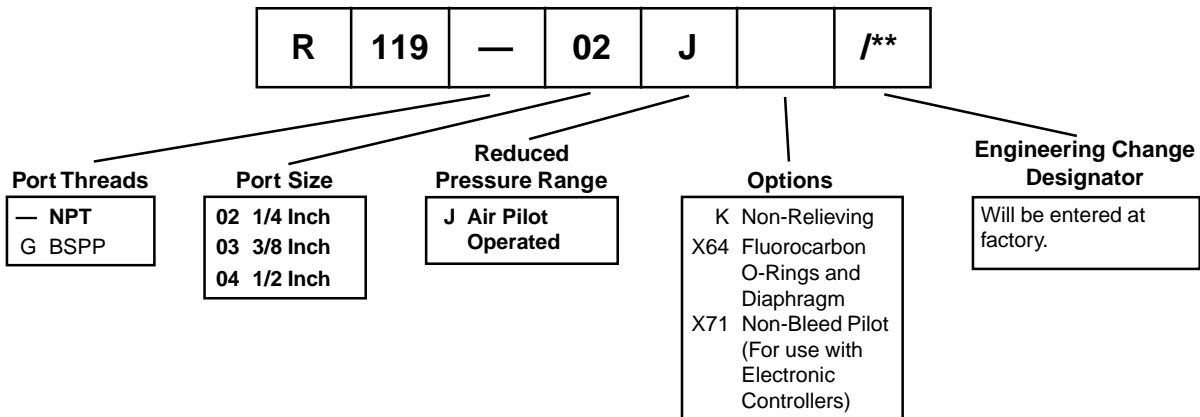 R 119 — 02 J /**
Port Threads
— NPT
G BSPP
Port Size
02 1/4 Inch
03 3/8 Inch
04 1/2 Inch
Reduced
Pressure Range
J Air Pilot
Operated
Options
K Non-Relieving
X64 Fluorocarbon
O-Rings and
Diaphragm
X71 Non-Bleed Pilot
(For use with
Electronic
Controllers)
Engineering Change
Designator
Will be entered at
factory.